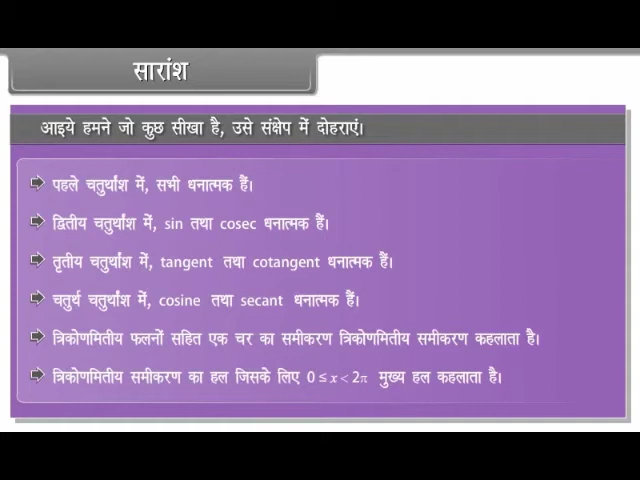 सारांश
आइये हमने जो कुछ सीखा है, उसे संक्षेप में दोहराएं।
पहले चतुर्थांश में, सभी धनात्मक हैं।
द्वितीय चतुर्थांश में, sin तथा cosec धनात्मक हैं।
तृतीय चतुर्थांश में, tangent तथा cotangent धनात्मक हैं।
चतुर्थ चतुर्थांश में, cosine तथा secant धनात्मक हैं।
त्रिकोणमितीय फलनों सहित एक चर का समीकरण त्रिकोणमितीय समीकरण कहलाता है।
त्रिकोणमितीय समीकरण का हल जिसके लिए 0 ≤ x < 2π मुख्य हल कहलाता है।